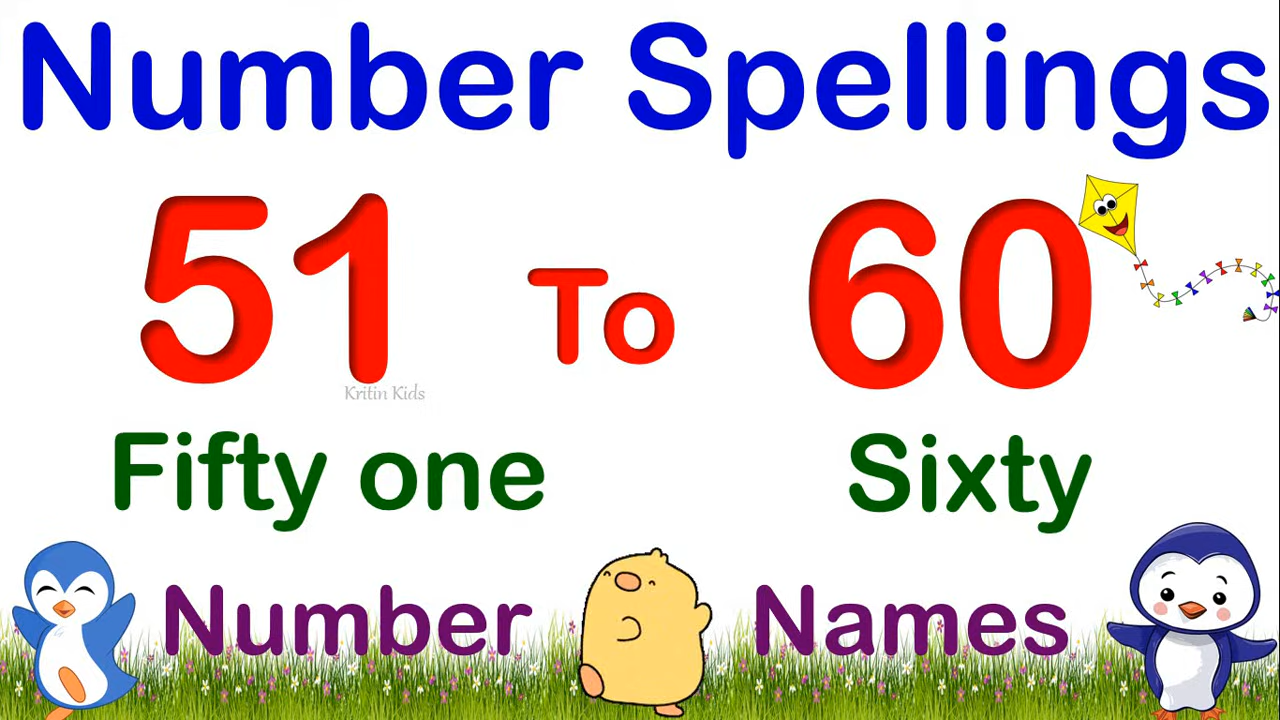 Number Spellings
51 To 60
Kritin Kids
Fifty one Sixty
Number Names